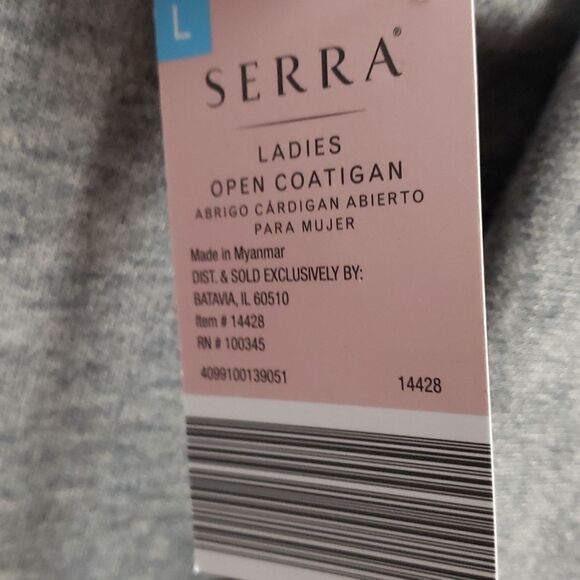 L
SERRA®
LADIES
OPEN COATIGAN
ABRIGO CÁRDIGAN ABIERTO
PARA MUJER
Made in Myanmar
DIST. & SOLD EXCLUSIVELY BY:
BATAVIA, IL 60510
Item # 14428
RN # 100345
4099100139051 14428